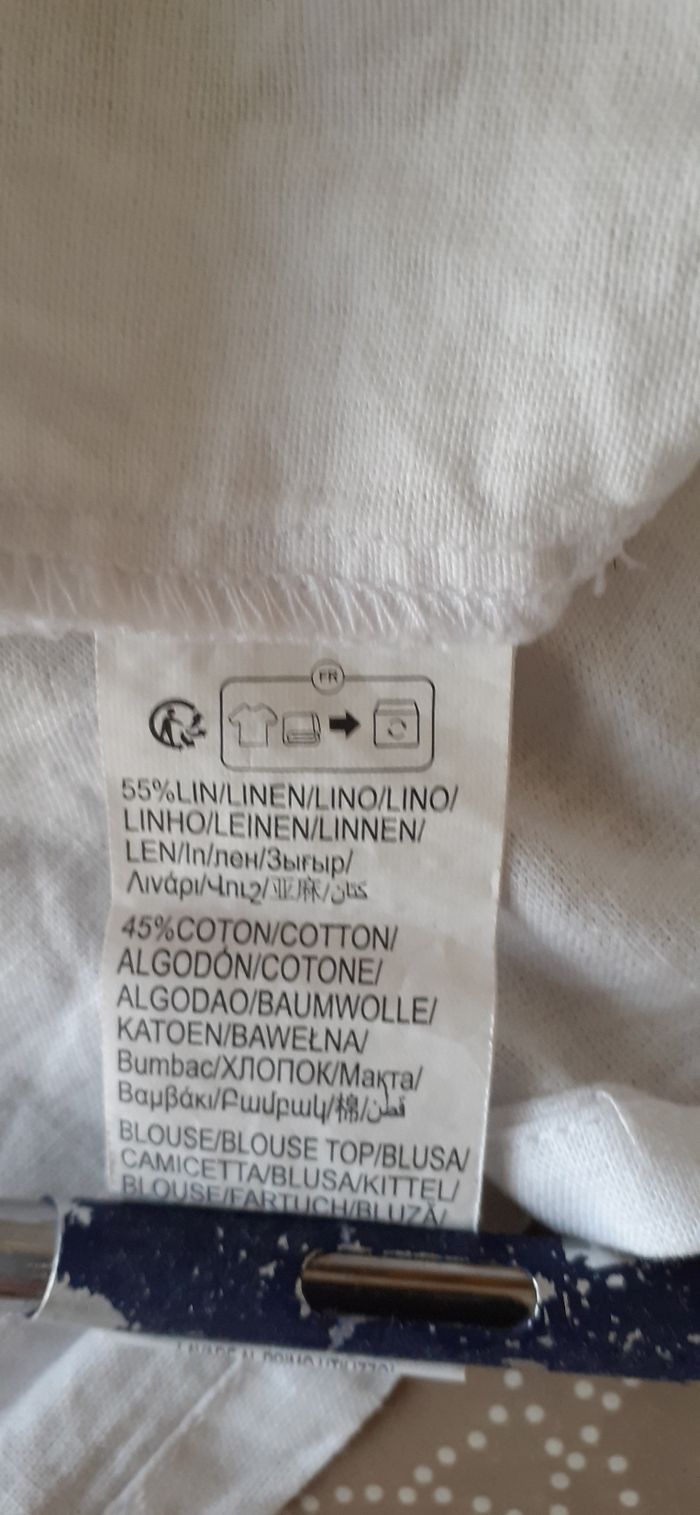 FR
55%LIN/LINEN/LINO/LINO/
LINHO/LEINEN/LINNEN/
LEN/In/лен/Зығыр/
Λινάρι/Վուշ/亚麻/كتان
45%COTON/COTTON/
ALGODÓN/COTONE/
ALGODAO/BAUMWOLLE/
KATOEN/BAWEŁNA/
Bumbac/ХЛОПОК/Мақта/
Βαμβάκι/Բամբակ/棉/قطن
BLOUSE/BLOUSE TOP/BLUSA/
CAMICETTA/BLUSA/KITTEL/
BLOUSE/FARTUCH/BLUZĂ/